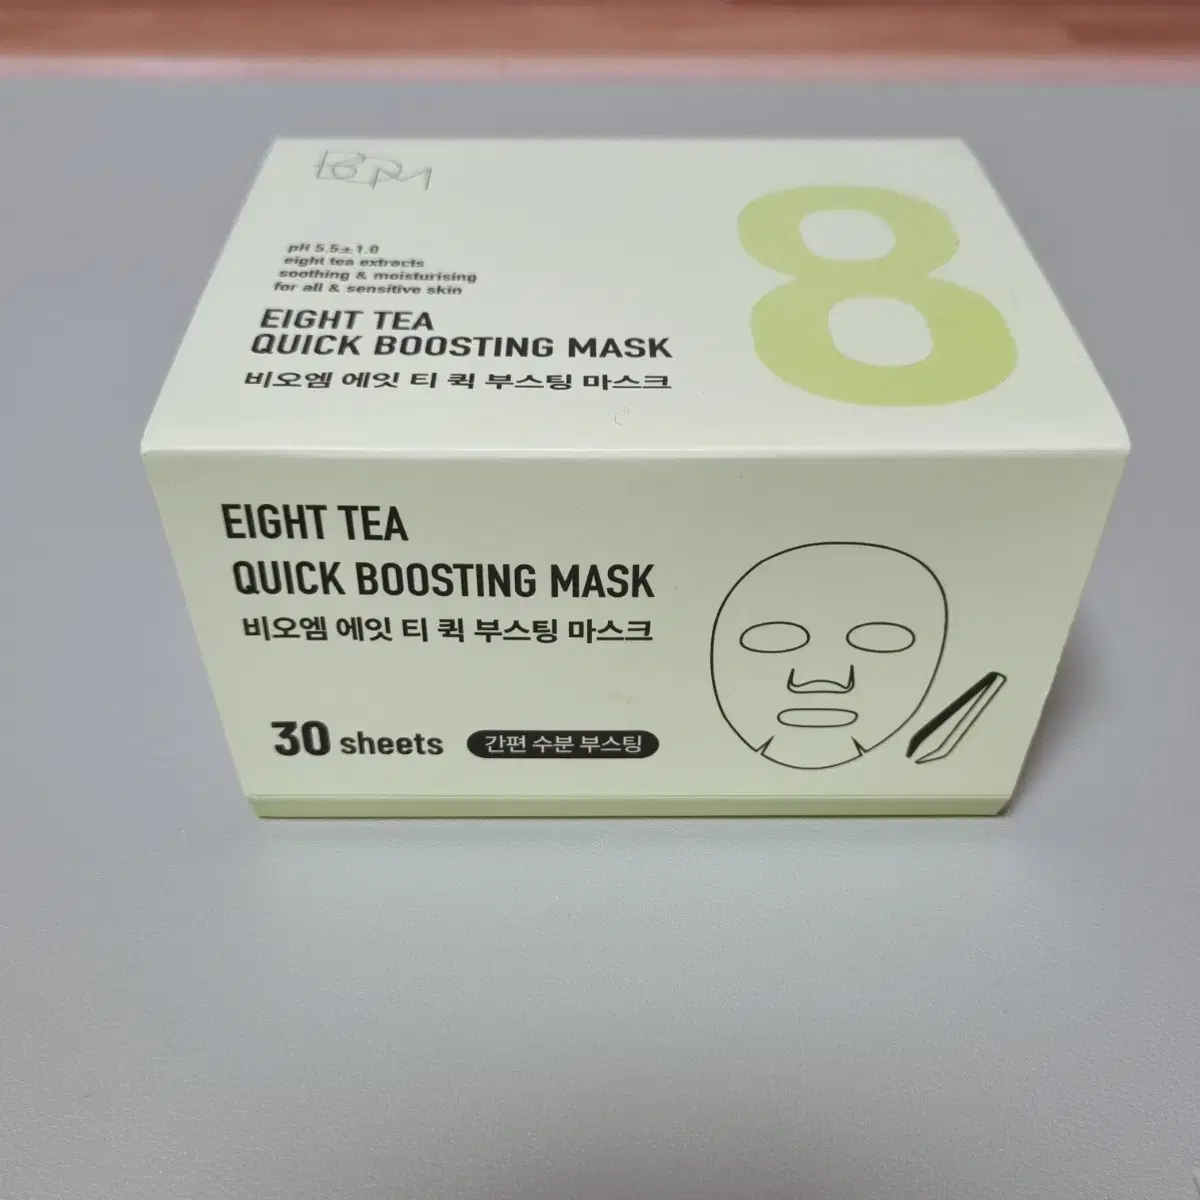 BOM
8
pH 5.5±1.0
eight tea extracts
soothing & moisturising
for all & sensitive skin
EIGHT TEA
QUICK BOOSTING MASK
비오엠 에잇 티 퀵 부스팅 마스크
EIGHT TEA
QUICK BOOSTING MASK
비오엠 에잇 티 퀵 부스팅 마스크
30 sheets 간편 수분 부스팅